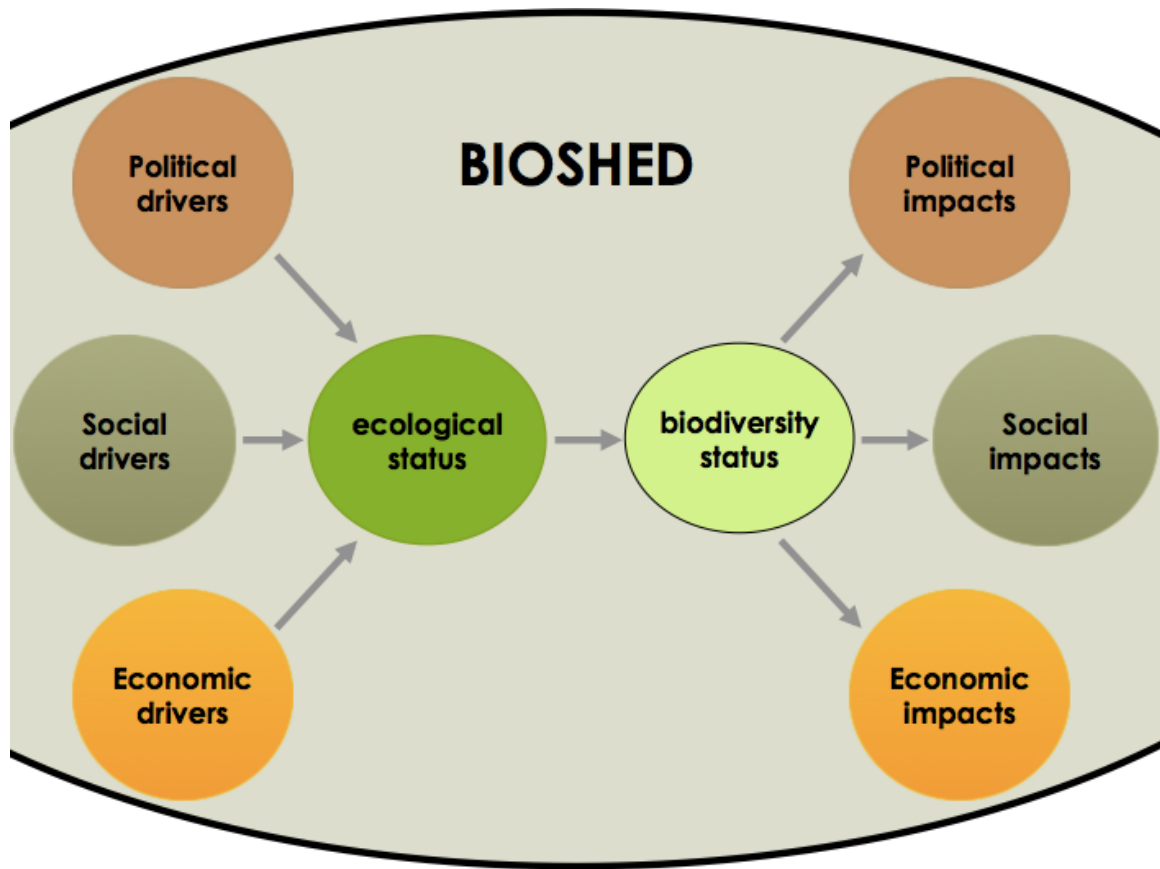 BIOSHED
Political
drivers
Political
impacts
Social
drivers
ecological
status
biodiversity
status
Social
impacts
Economic
drivers
Economic
impacts